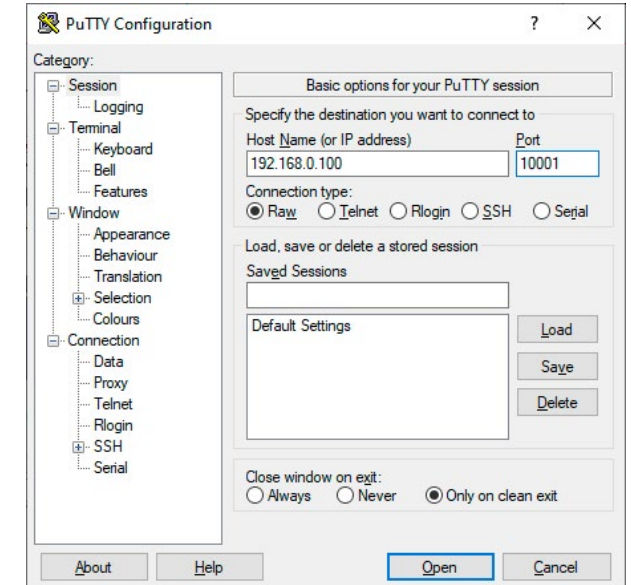 PuTTY Configuration
?
Category:
Session
Logging
Terminal
Keyboard
Bell
Features
Window
Appearance
Behaviour
Translation
Selection
Colours
Connection
Data
Proxy
Telnet
Rlogin
SSH
Serial
Basic options for your PuTTY session
Specify the destination you want to connect to
Host Name (or IP address) Port
192.168.0.100 10001
Connection type:
Raw Telnet Rlogin SSH Serial
Load, save or delete a stored session
Saved Sessions
Default Settings
Load
Save
Delete
Close window on exit:
Always Never Only on clean exit
About Help Open Cancel